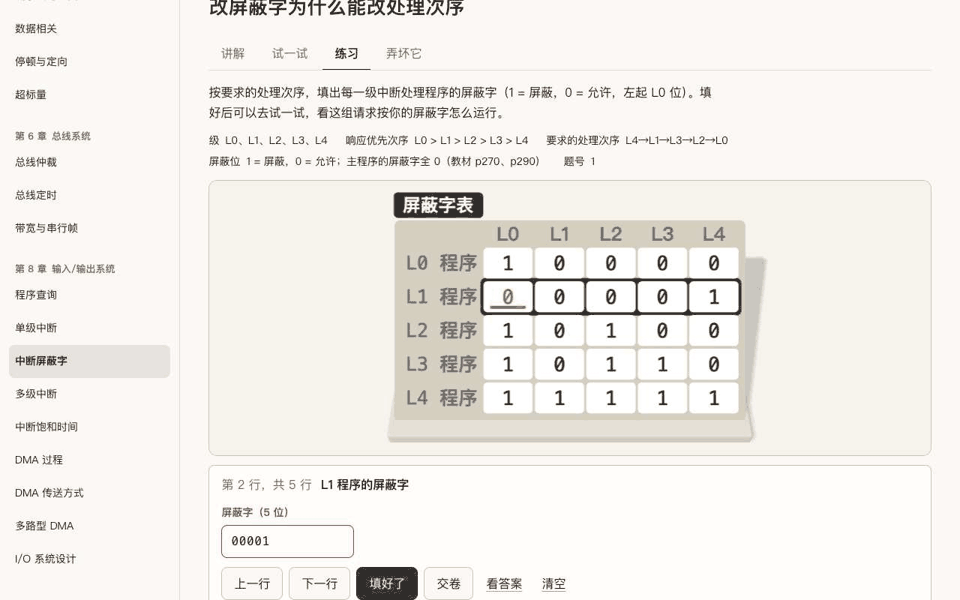 改屏蔽字为什么能改处理次序
数据相关
停顿与定向
超标量
第 6 章 总线系统
总线仲裁
总线定时
带宽与串行帧
第 8 章 输入/输出系统
程序查询
单级中断
中断屏蔽字
多级中断
中断饱和时间
DMA 过程
DMA 传送方式
多路型 DMA
I/O 系统设计
讲解 试一试 练习 弄坏它
按要求的处理次序，填出每一级中断处理程序的屏蔽字（1 = 屏蔽，0 = 允许，左起 L0 位）。填
好后可以去试一试，看这组请求按你的屏蔽字怎么运行。
级 L0、L1、L2、L3、L4 响应优先次序 L0 > L1 > L2 > L3 > L4 要求的处理次序 L4→L1→L3→L2→L0
屏蔽位 1 = 屏蔽，0 = 允许；主程序的屏蔽字全 0（教材 p270、p290） 题号 1
屏蔽字表
L0 L1 L2 L3 L4
L0 程序 1 0 0 0 0
L1 程序 0 0 0 0 1
L2 程序 1 0 1 0 0
L3 程序 1 0 1 1 0
L4 程序 1 1 1 1 1
第 2 行，共 5 行 L1 程序的屏蔽字
屏蔽字（5 位）
00001
上一行 下一行 填好了 交卷 看答案 清空